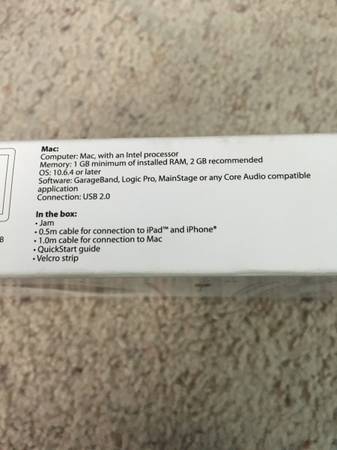 Mac:
Computer: Mac, with an Intel processor
Memory: 1 GB minimum of installed RAM, 2 GB recommended
OS: 10.6.4 or later
Software: GarageBand, Logic Pro, MainStage or any Core Audio compatible
application
Connection: USB 2.0
In the box:
• Jam
• 0.5m cable for connection to iPad™ and iPhone®
• 1.0m cable for connection to Mac
• QuickStart guide
• Velcro strip